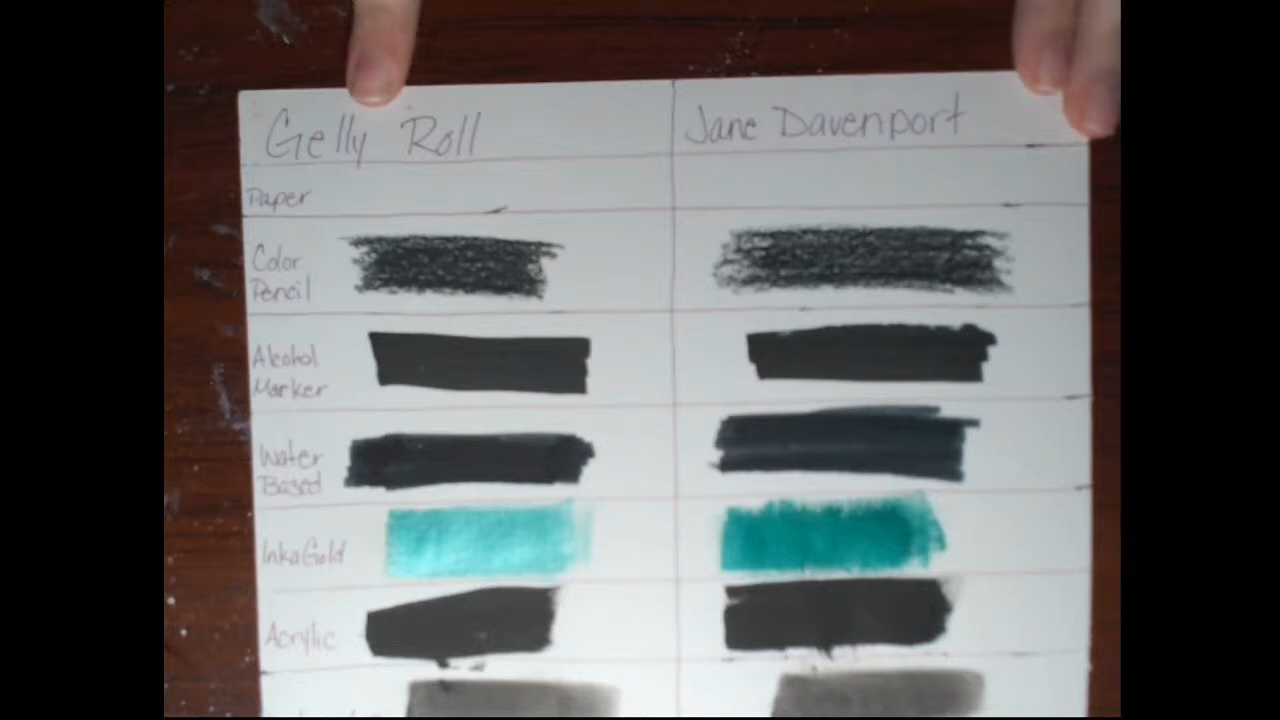 Gelly Roll Jane Davenport
Paper
Color
Pencil
Alcohol
Marker
Water
Based
InkaGold
Acrylic